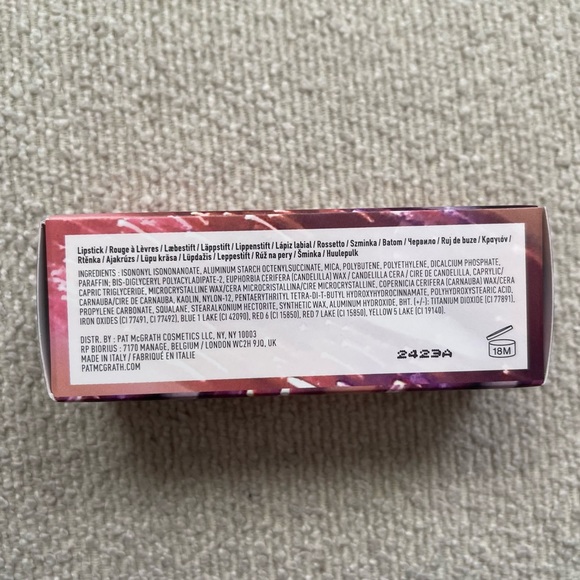 Lipstick / Rouge à Lèvres / Læbestift / Läppstift / Lippenstift / Lápiz labial / Rossetto / Szminka / Batom / Червило / Ruj de buze / Κραγιόν /
Rtěnka / Ajakrúzs / Lūpu krāsa / Lūpdažis / Leppestift / Rúž na pery / Šminka / Huulepulk
INGREDIENTS : ISONONYL ISONONANOATE, ALUMINUM STARCH OCTENYLSUCCINATE, MICA, POLYBUTENE, POLYETHYLENE, DICALCIUM PHOSPHATE,
PARAFFIN, BIS-DIGLYCERYL POLYACYLADIPATE-2, EUPHORBIA CERIFERA (CANDELILLA) WAX / CANDELILLA CERA / CIRE DE CANDELILLA, CAPRYLIC/
CAPRIC TRIGLYCERIDE, MICROCRYSTALLINE WAX/CERA MICROCRISTALLINA/CIRE MICROCRYSTALLINE, COPERNICIA CERIFERA (CARNAUBA) WAX/CERA
CARNAUBA/CIRE DE CARNAUBA, KAOLIN, NYLON-12, PENTAERYTHRITYL TETRA-DI-T-BUTYL HYDROXYHYDROCINNAMATE, POLYHYDROXYSTEARIC ACID,
PROPYLENE CARBONATE, SQUALANE, STEARALKONIUM HECTORITE, SYNTHETIC WAX, ALUMINUM HYDROXIDE, BHT. (+/-): TITANIUM DIOXIDE (CI 77891),
IRON OXIDES (CI 77491, CI 77492), BLUE 1 LAKE (CI 42090), RED 6 (CI 15850), RED 7 LAKE (CI 15850), YELLOW 5 LAKE (CI 19140).
DISTR. BY : PAT McGRATH COSMETICS LLC, NY, NY 10003
RP BIORIUS : 7170 MANAGE, BELGIUM / LONDON WC2H 9JQ, UK
MADE IN ITALY / FABRIQUÉ EN ITALIE
PATMCGRATH.COM
2423A
18M